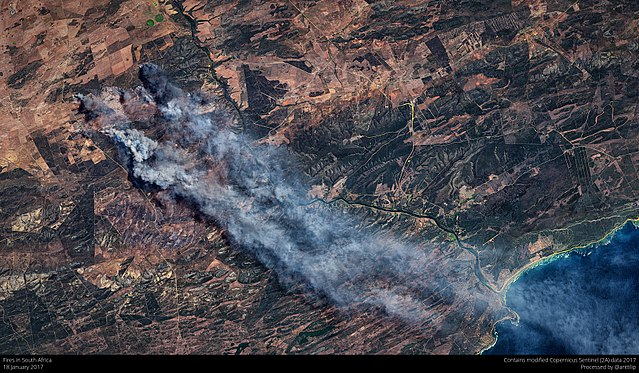 Fires in South Africa
18 January 2017
Contains modified Copernicus Sentinel [2A] data 2017
Processed by @anttilip